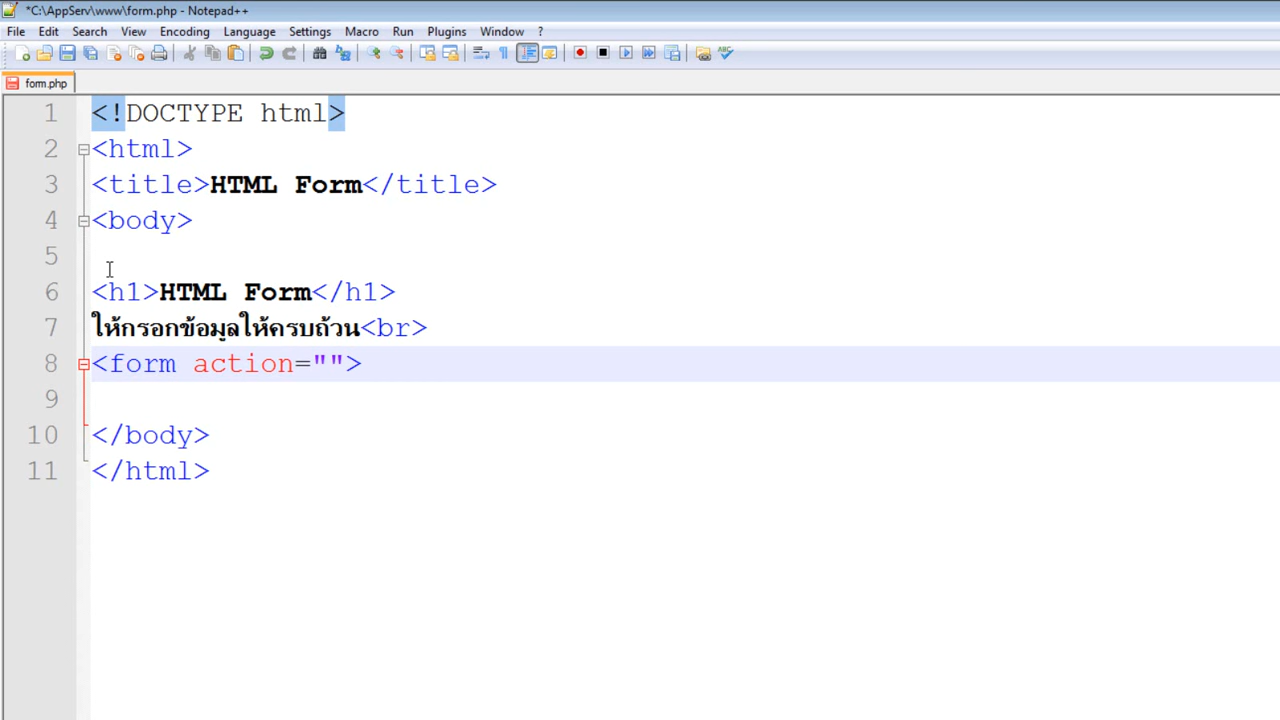 *C:\AppServ\www\form.php - Notepad++
File Edit Search View Encoding Language Settings Macro Run Plugins Window ?
form.php
1 <!DOCTYPE html>
2 <html>
3 <title>HTML Form</title>
4 <body>
5
6 <h1>HTML Form</h1>
7 ให้กรอกข้อมูลให้ครบถ้วน<br>
8 <form action="">
9
10 </body>
11 </html>